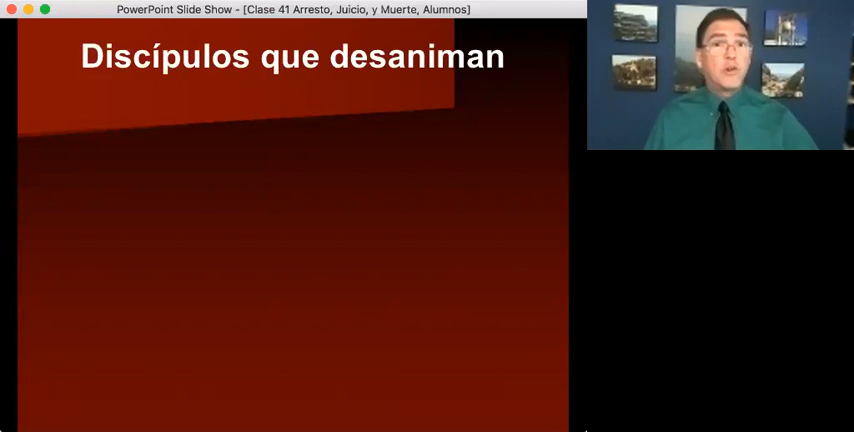 PowerPoint Slide Show - [Clase 41 Arresto, Juicio, y Muerte, Alumnos]
Discípulos que desaniman